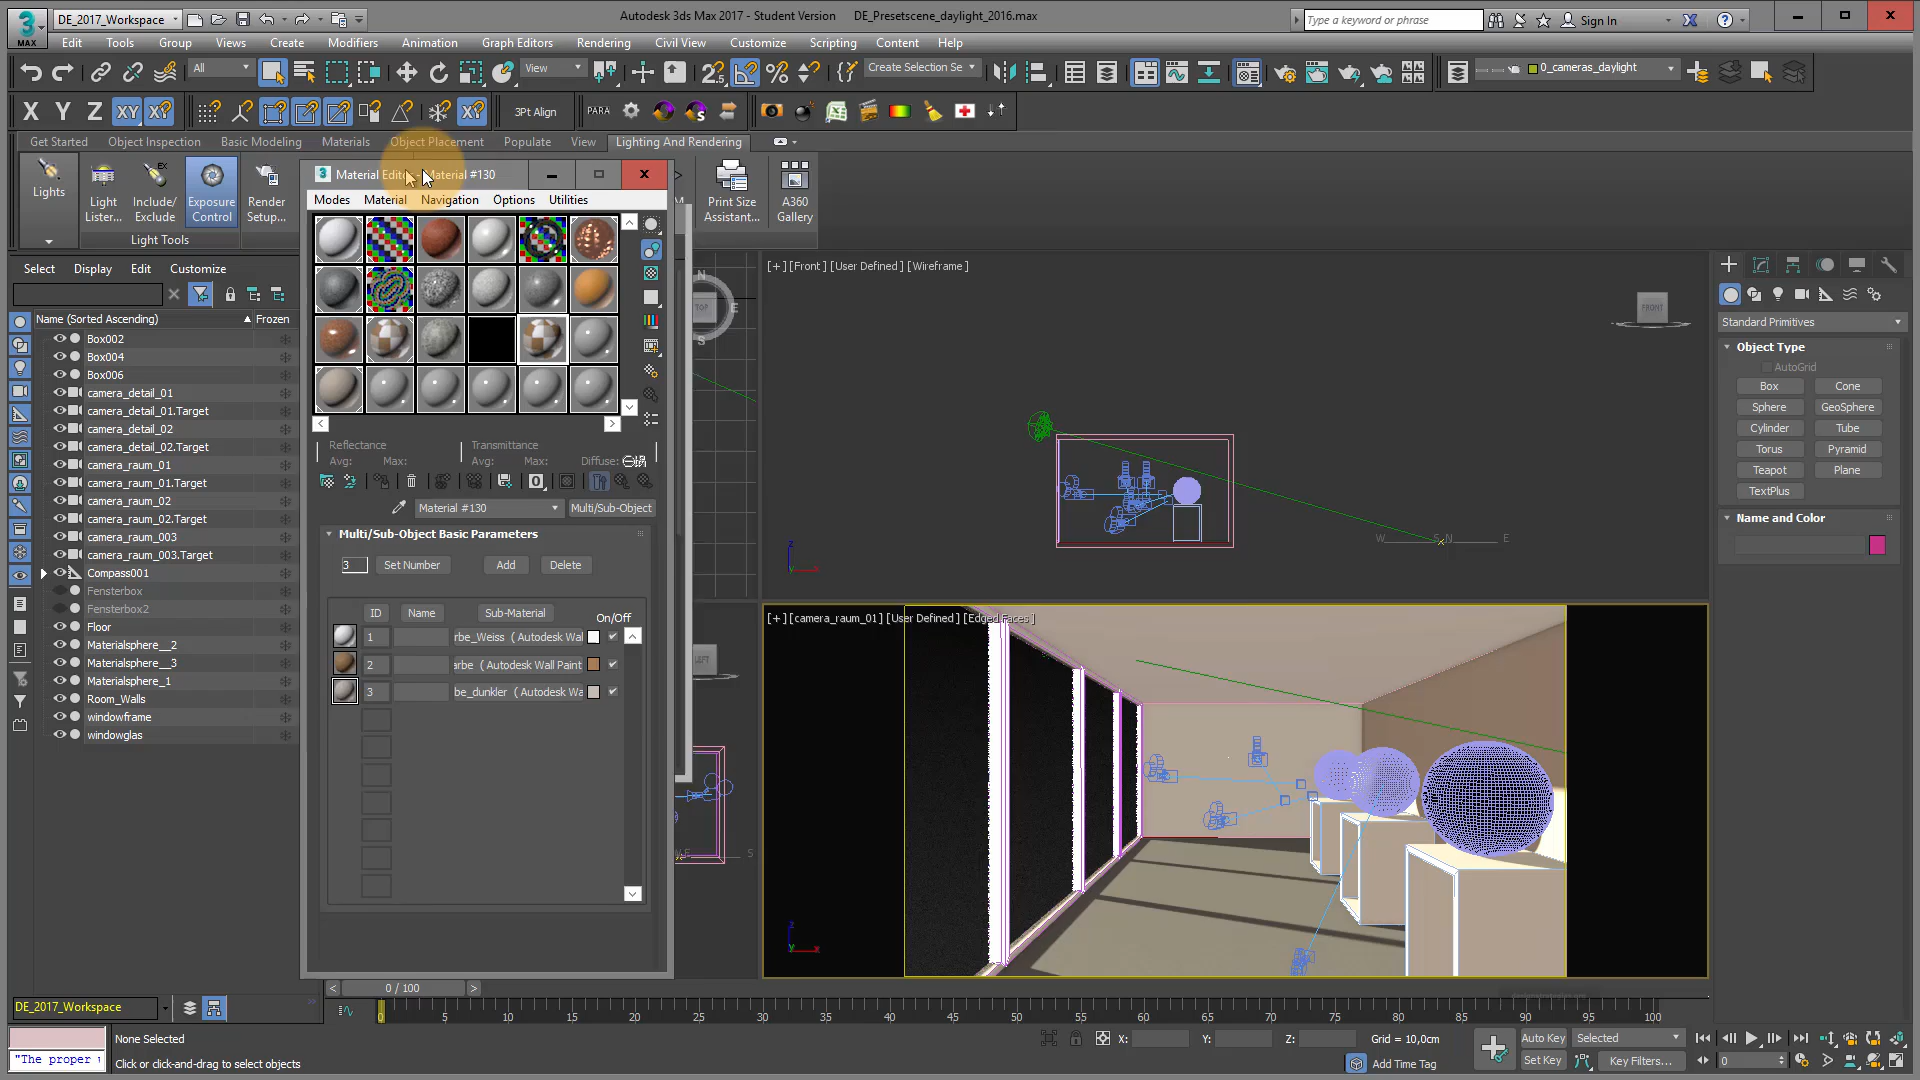 DE_2017_Workspace
Autodesk 3ds Max 2017 - Student Version    DE_Presetscene_daylight_2016.max
Type a keyword or phrase
Sign In
MAX
Edit Tools Group Views Create Modifiers Animation Graph Editors Rendering Civil View Customize Scripting Content Help
All
View
Create Selection Se
0_cameras_daylight
X Y Z XY
3Pt Align
PARA
Get Started Object Inspection Basic Modeling Materials Object Placement Populate View Lighting And Rendering
Lights
Light Lister...
Include/ Exclude
Exposure Control
Render Setup...
Light Tools
Print Size Assistant...
A360 Gallery
Material #130
Modes Material Navigation Options Utilities
Reflectance
Avg: Max:
Transmittance
Avg: Max:
Diffuse:
Material #130
Multi/Sub-Object
Multi/Sub-Object Basic Parameters
3 Set Number Add Delete
ID Name Sub-Material On/Off
1 rbe_Weiss ( Autodesk Wal
2 arbe ( Autodesk Wall Paint
3 be_dunkler ( Autodesk Wa
Select Display Edit Customize
Name (Sorted Ascending) Frozen
Box002
Box004
Box006
camera_detail_01
camera_detail_01.Target
camera_detail_02
camera_detail_02.Target
camera_raum_01
camera_raum_01.Target
camera_raum_02
camera_raum_02.Target
camera_raum_003
camera_raum_003.Target
Compass001
Fensterbox
Fensterbox2
Floor
Materialsphere__2
Materialsphere__3
Materialsphere_1
Room_Walls
windowframe
windowglas
N
TOP
E
S
[+] [Front] [User Defined] [Wireframe]
FRONT
W S N E
[+] [camera_raum_01] [User Defined] [Edged Faces]
Standard Primitives
Object Type
AutoGrid
Box Cone
Sphere GeoSphere
Cylinder Tube
Torus Pyramid
Teapot Plane
TextPlus
Name and Color
0 / 100
5 10 15 20 25 30 35 40 45 50 55 60 65 70 75 80 85 90 95 100
DE_2017_Workspace
None Selected
"The proper
Click or click-and-drag to select objects
X: Y: Z:
Grid = 10,0cm
Add Time Tag
Auto Key Selected
Set Key Key Filters...
0